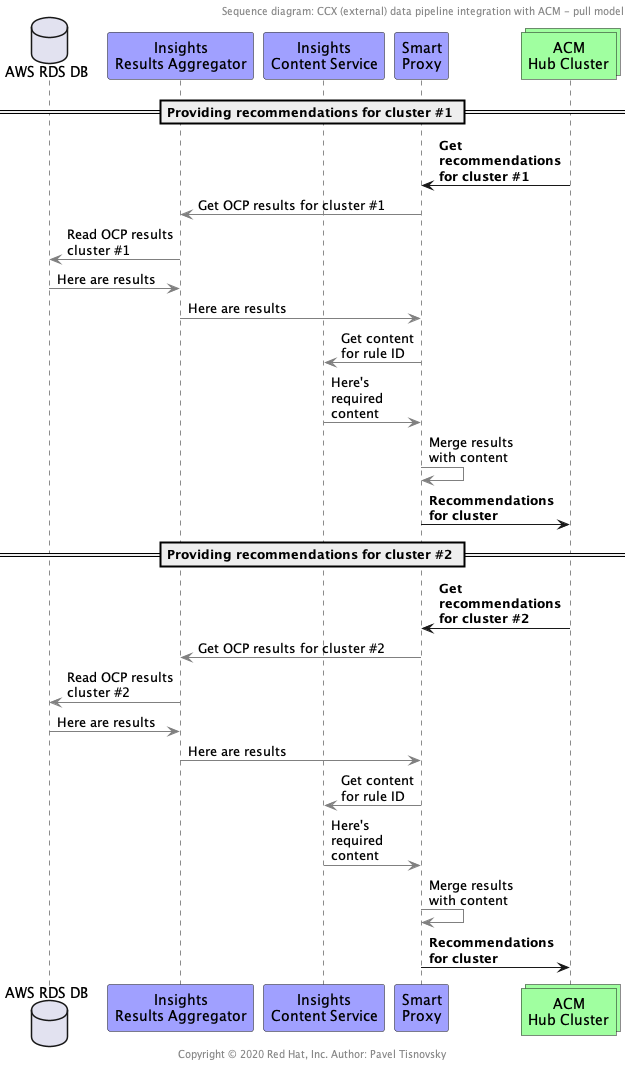 Sequence diagram: CCX (external) data pipeline integration with ACM - pull model
AWS RDS DB
Insights
Results Aggregator
Insights
Content Service
Smart
Proxy
ACM
Hub Cluster
Providing recommendations for cluster #1
Get
recommendations
for cluster #1
Get OCP results for cluster #1
Read OCP results
cluster #1
Here are results
Here are results
Get content
for rule ID
Here's
required
content
Merge results
with content
Recommendations
for cluster
Providing recommendations for cluster #2
Get
recommendations
for cluster #2
Get OCP results for cluster #2
Read OCP results
cluster #2
Here are results
Here are results
Get content
for rule ID
Here's
required
content
Merge results
with content
Recommendations
for cluster
AWS RDS DB
Insights
Results Aggregator
Insights
Content Service
Smart
Proxy
ACM
Hub Cluster
Copyright © 2020 Red Hat, Inc. Author: Pavel Tisnovsky